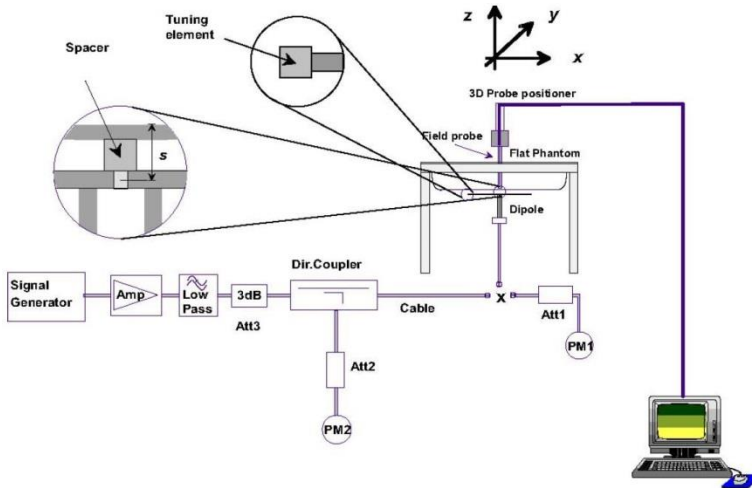 Tuning
element
Spacer
s
z
y
x
3D Probe positioner
Field probe
Flat Phantom
Dipole
Dir.Coupler
Signal
Generator
Amp
Low
Pass
3dB
Att3
Cable
x
Att1
PM1
Att2
PM2